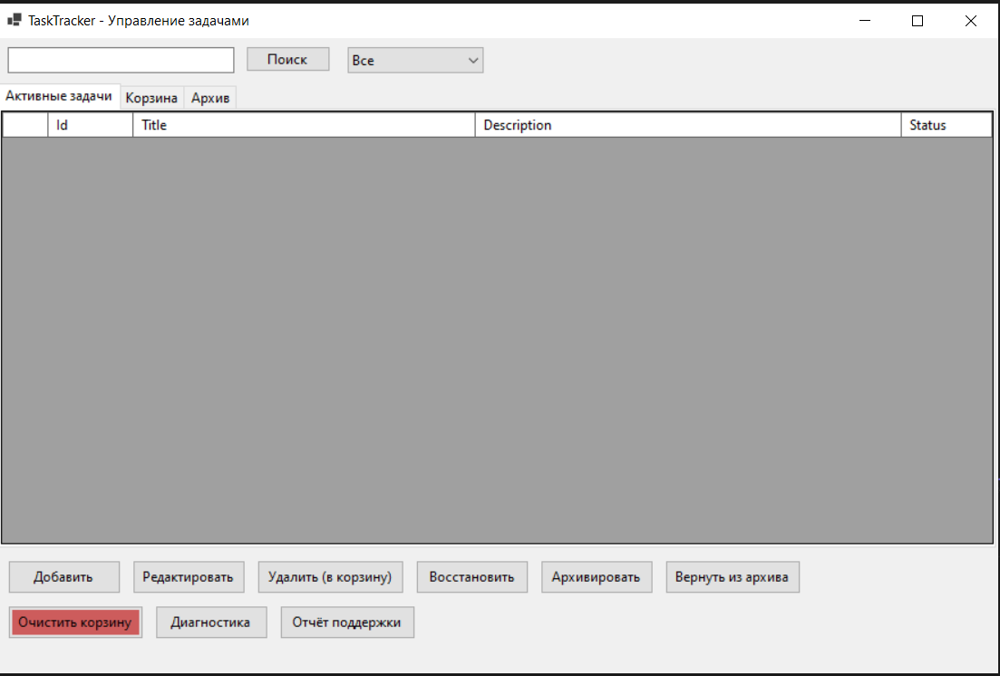 TaskTracker - Управление задачами
Поиск Все
Активные задачи Корзина Архив
Id Title Description Status
Добавить Редактировать Удалить (в корзину) Восстановить Архивировать Вернуть из архива
Очистить корзину Диагностика Отчёт поддержки